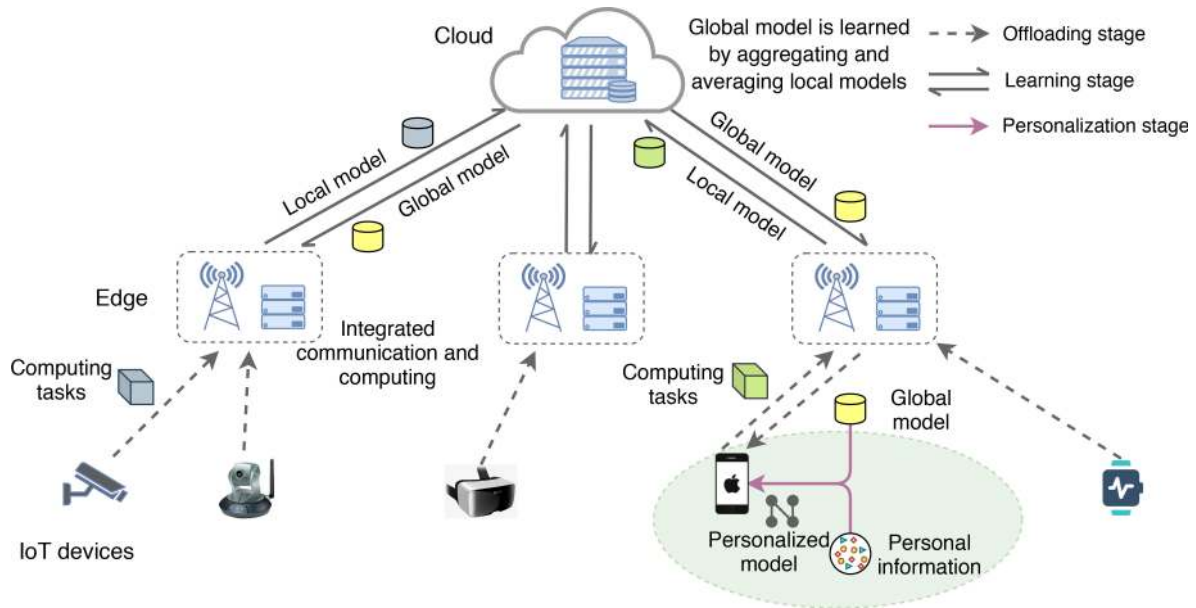 Cloud
Global model is learned
by aggregating and
averaging local models
Offloading stage
Learning stage
Personalization stage
Local model
Global model
Global model
Local model
Edge
Integrated
communication and
computing
Computing
tasks
Computing
tasks
Global
model
IoT devices
Personalized
model
Personal
information